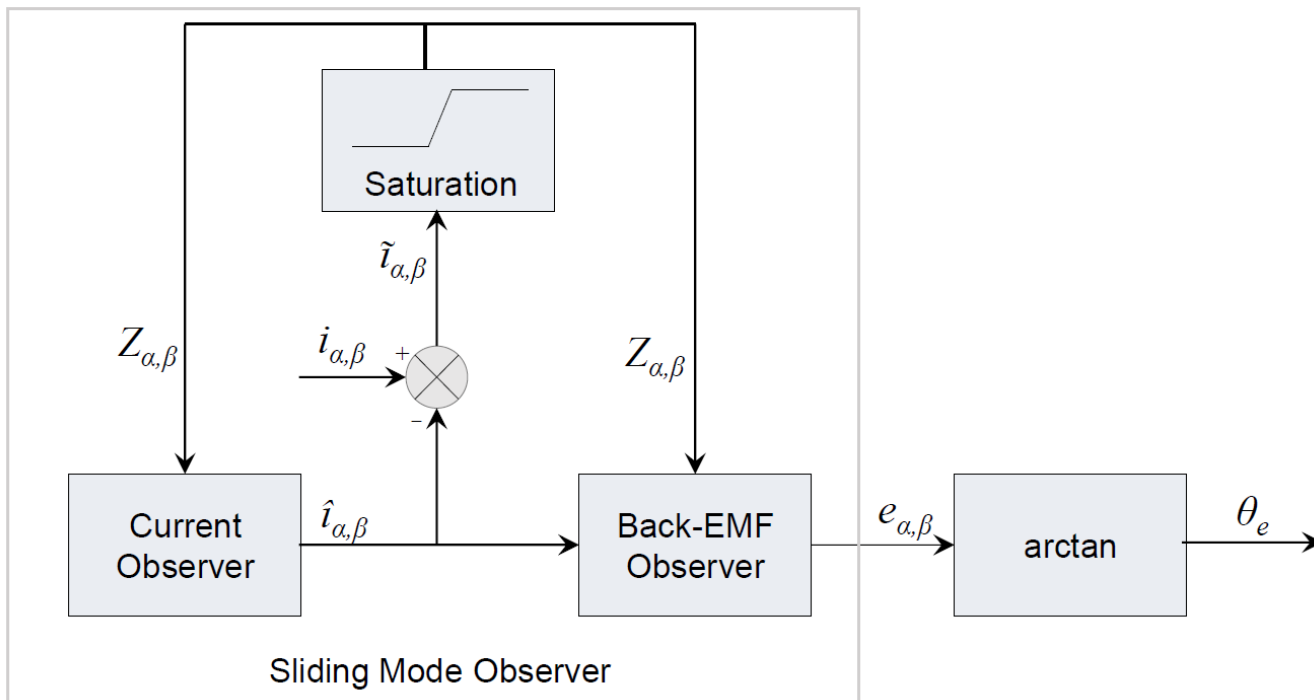 Saturation
ĩα,β
Zα,β
iα,β
+
Zα,β
−
Current
Observer
îα,β
Back-EMF
Observer
eα,β
arctan
θe
Sliding Mode Observer